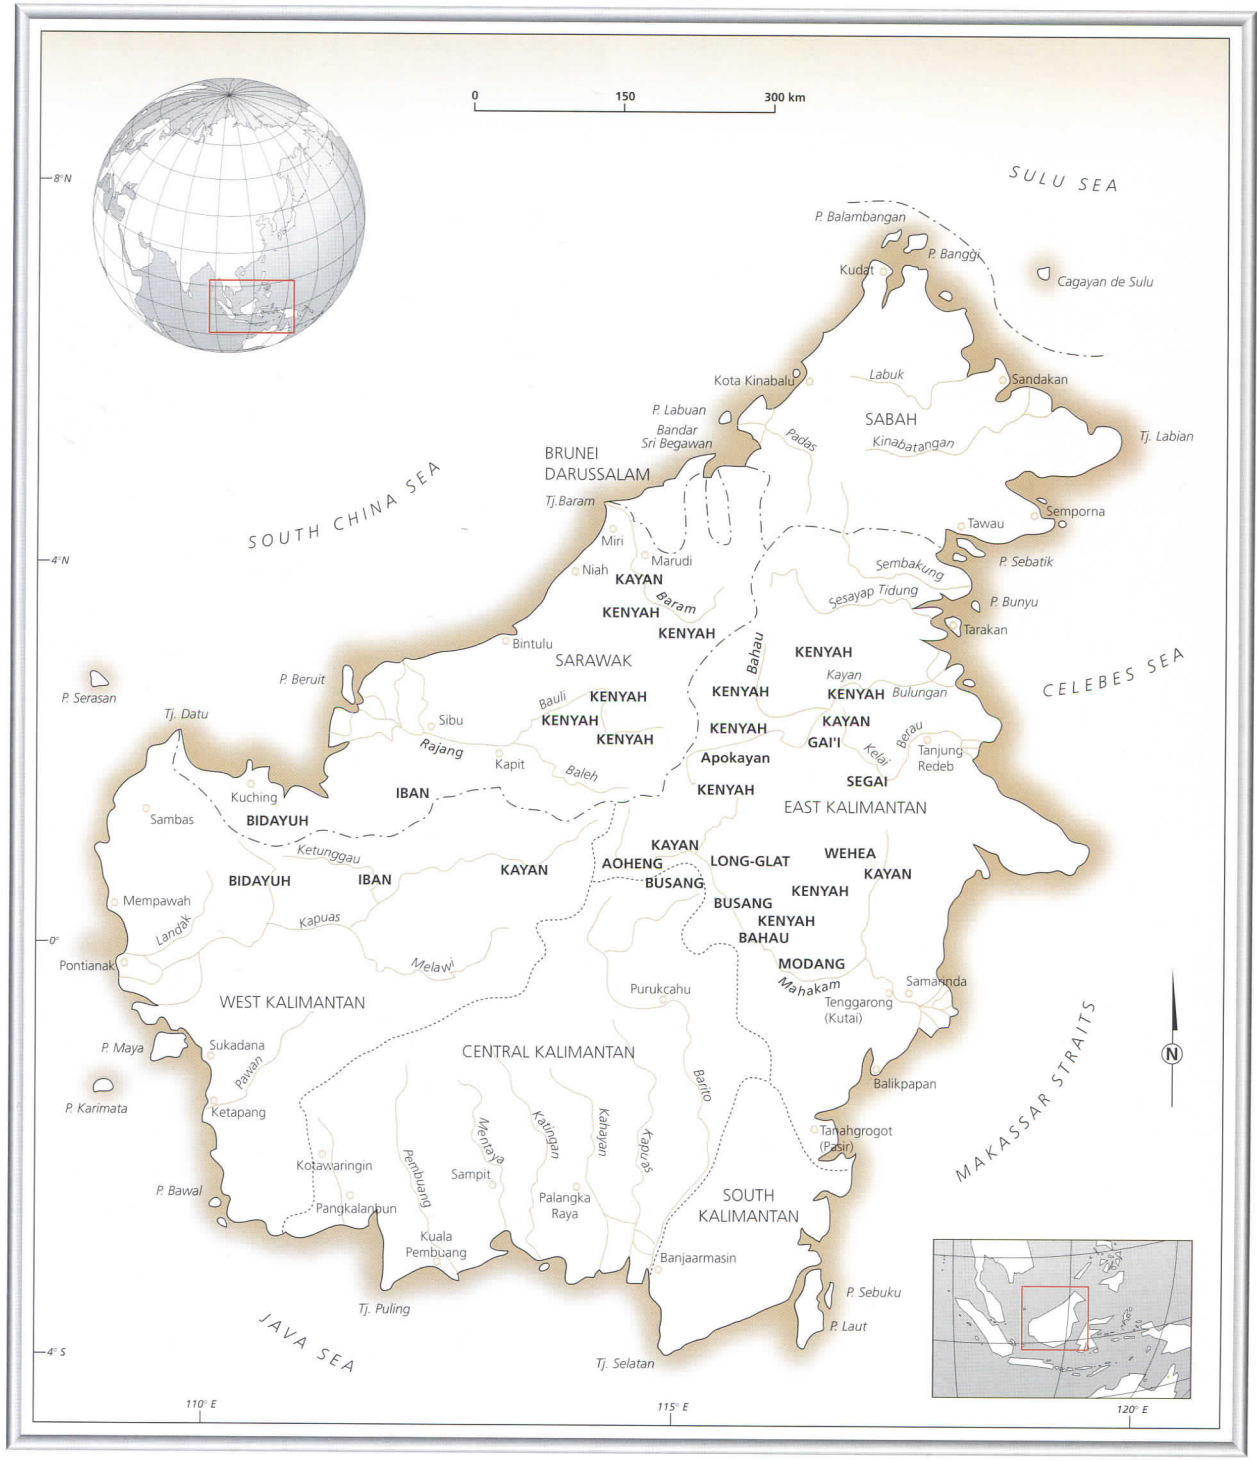 0 150 300 km
SULU SEA
8° N
P. Balambangan
P. Banggi
Kudat
Cagayan de Sulu
Kota Kinabalu
Labuk
Sandakan
P. Labuan
SABAH
Bandar
Sri Begawan
Padas
Kinabatangan
Tj. Labian
BRUNEI
DARUSSALAM
SOUTH CHINA SEA
Tj.Baram
Semporna
Tawau
Miri
4° N
Marudi
Niah
Sembakung
P. Sebatik
KAYAN
Baram
Sesayap Tidung
P. Bunyu
KENYAH
KENYAH
Tarakan
Bintulu
Bahau
KENYAH
SARAWAK
CELEBES SEA
P. Beruit
Kayan
P. Serasan
Bauli
KENYAH
KENYAH
KENYAH
Bulungan
Tj. Datu
Sibu
KENYAH
KENYAH
KAYAN
Rajang
KENYAH
GAI'I
Kelai
Berau
Tanjung
Redeb
Kapit
Apokayan
Baleh
SEGAI
IBAN
KENYAH
Kuching
EAST KALIMANTAN
Sambas
BIDAYUH
Ketunggau
KAYAN
WEHEA
AOHENG
LONG-GLAT
KAYAN
KAYAN
BIDAYUH
IBAN
BUSANG
KENYAH
Mempawah
BUSANG
Landak
Kapuas
KENYAH
0°
BAHAU
Pontianak
Melawi
MODANG
Mahakam
Samarinda
Purukcahu
Tenggarong
(Kutai)
WEST KALIMANTAN
P. Maya
Sukadana
CENTRAL KALIMANTAN
MAKASSAR STRAITS
N
Pawan
Barito
Balikpapan
P. Karimata
Ketapang
Mentaya
Katingan
Kahayan
Kapuas
Tanahgrogot
(Pasir)
Kotawaringin
Pembuang
Sampit
P. Bawal
Pangkalanbun
Palangka
Raya
SOUTH
KALIMANTAN
Kuala
Pembuang
Banjaarmasin
P. Sebuku
Tj. Puling
P. Laut
JAVA SEA
4° S
Tj. Selatan
110° E
115° E
120° E